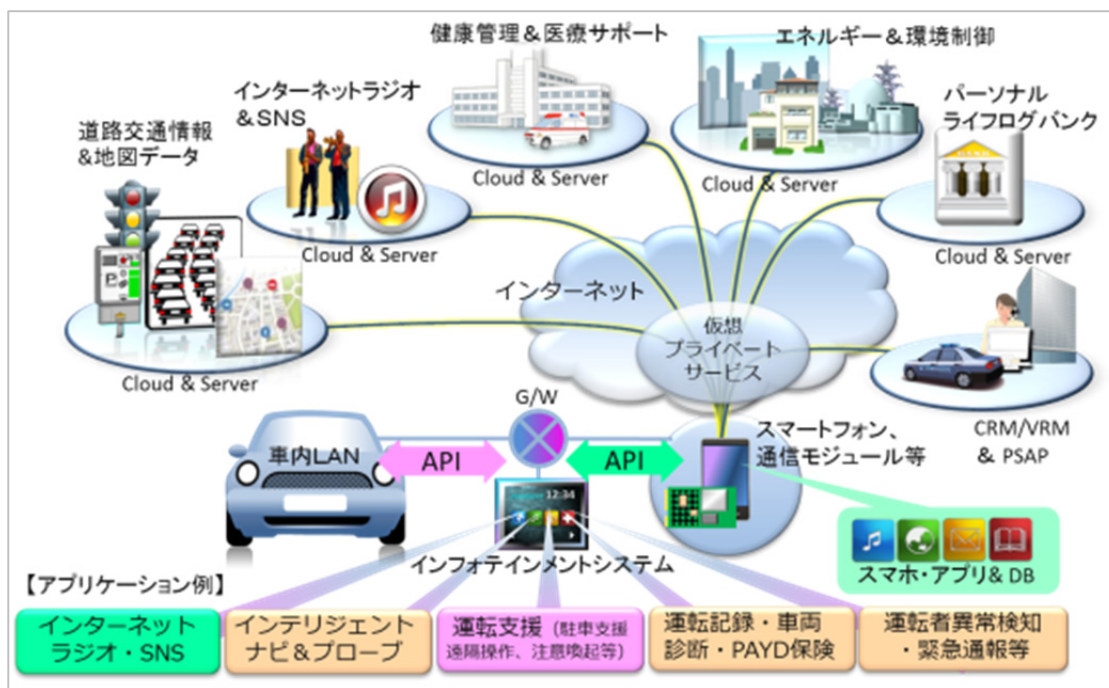 健康管理＆医療サポート
エネルギー＆環境制御
インターネットラジオ
＆SNS
パーソナル
ライフログバンク
道路交通情報
＆地図データ
Cloud & Server
Cloud & Server
Cloud & Server
Cloud & Server
Cloud & Server
インターネット
仮想
プライベート
サービス
G/W
スマートフォン、
通信モジュール等
CRM/VRM
& PSAP
車内LAN
API
API
12:34
インフォテインメントシステム
スマホ・アプリ＆DB
【アプリケーション例】
インターネット
ラジオ・SNS
インテリジェント
ナビ＆プローブ
運転支援（駐車支援
遠隔操作、注意喚起等）
運転記録・車両
診断・PAYD保険
運転者異常検知
・緊急通報等